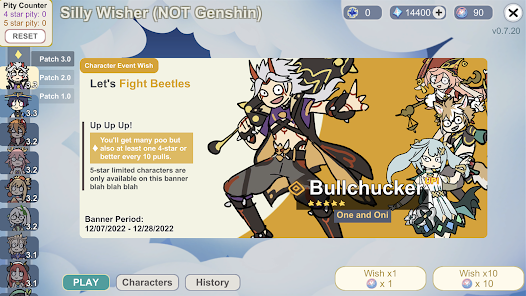 Pity Counter
4 star pity: 0
5 star pity: 0
RESET
Silly Wisher (NOT Genshin)
0
14400
90
v0.7.20
Patch 3.0
Patch 2.0
Patch 1.0
3.3
3.2
3.2
3.2
3.1
3.1
Character Event Wish
Let's Fight Beetles
Up Up Up!
You'll get many poo but
also at least one 4-star or
better every 10 pulls.
5-star limited characters are
only available on this banner
blah blah blah
Banner Period:
12/07/2022 - 12/28/2022
Bullchucker
One and Oni
PLAY
Characters
History
Wish x1
x 1
Wish x10
x 10